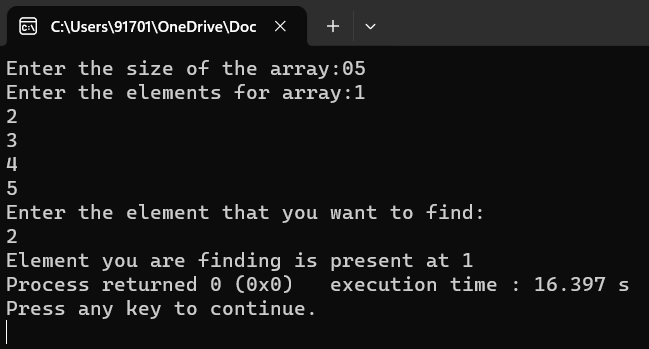 C:\Users\91701\OneDrive\Doc
Enter the size of the array:05
Enter the elements for array:1
2
3
4
5
Enter the element that you want to find:
2
Element you are finding is present at 1
Process returned 0 (0x0)   execution time : 16.397 s
Press any key to continue.